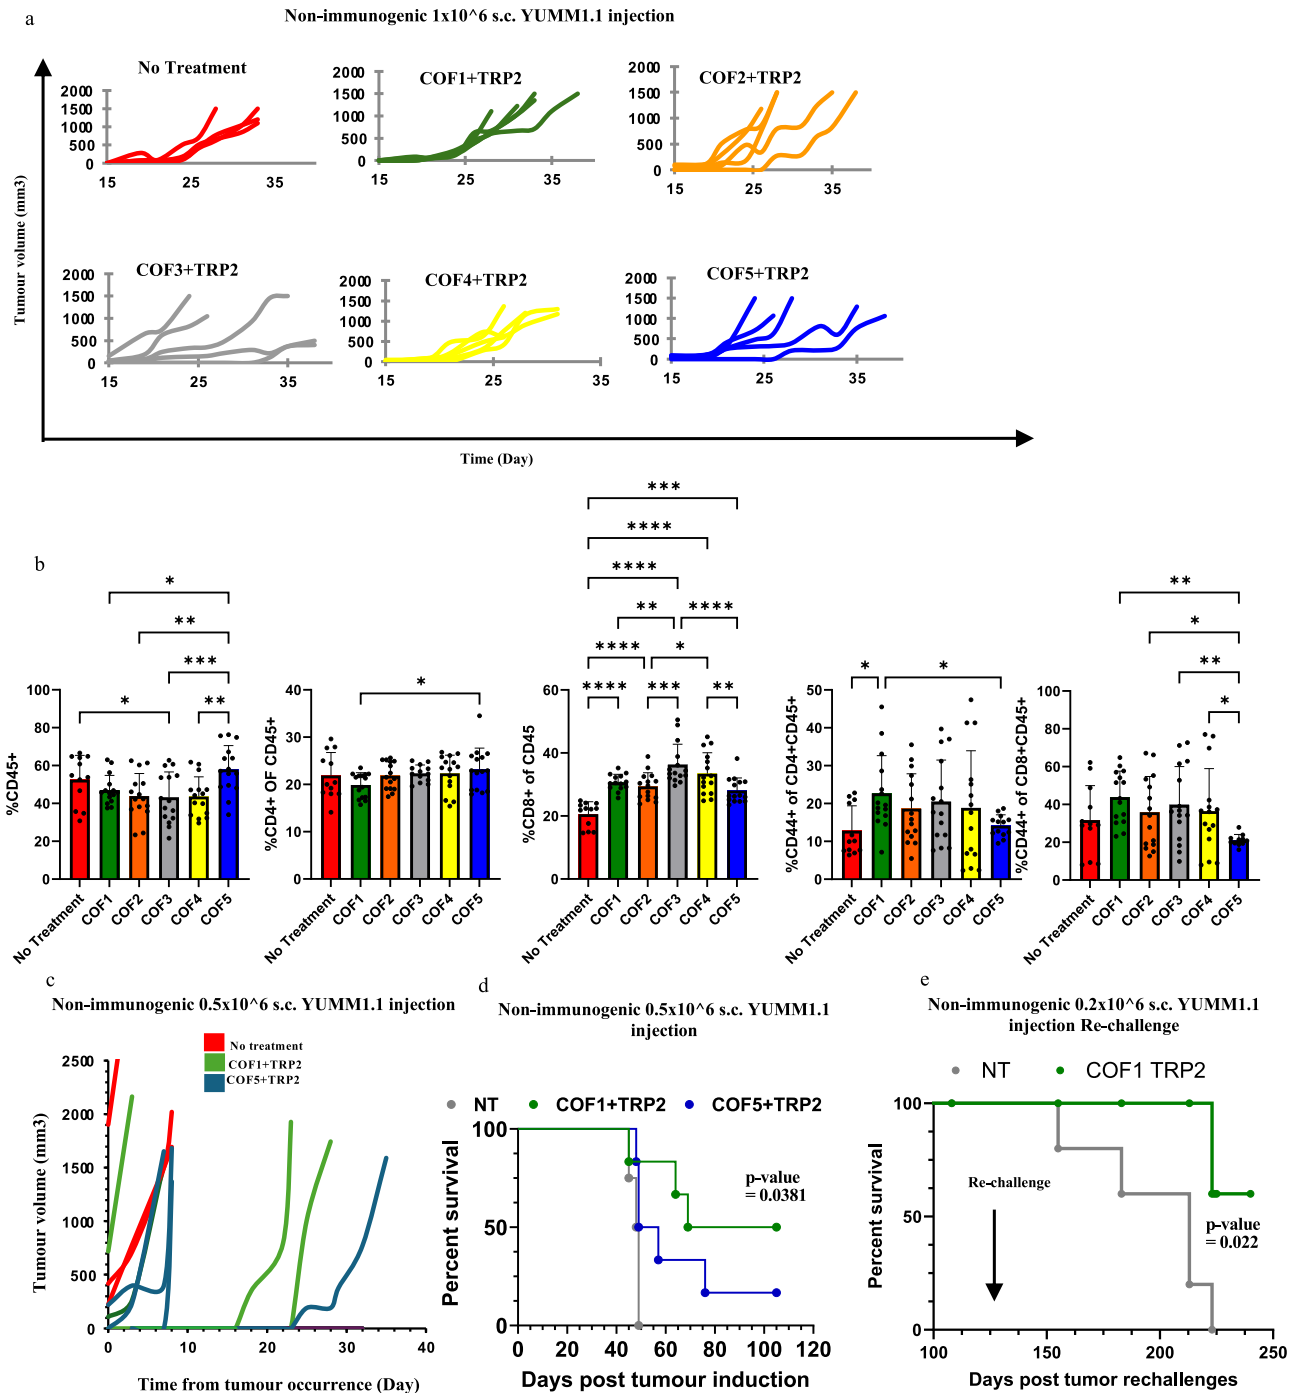 a
Non-immunogenic 1x10^6 s.c. YUMM1.1 injection
Tumour volume (mm3)
No Treatment
2000
1500
1000
500
0
15
25
35
COF1+TRP2
2000
1500
1000
500
0
15
25
35
COF2+TRP2
2000
1500
1000
500
0
15
25
35
COF3+TRP2
2000
1500
1000
500
0
15
25
35
COF4+TRP2
2000
1500
1000
500
0
15
25
35
COF5+TRP2
2000
1500
1000
500
0
15
25
35
Time (Day)
b
%CD45+
100
80
60
40
20
0
*
**
***
*
**
No Treatment
COF1
COF2
COF3
COF4
COF5
%CD4+ OF CD45+
40
30
20
10
0
*
No Treatment
COF1
COF2
COF3
COF4
COF5
%CD8+ of CD45
60
40
20
0
***
****
****
**
****
****
*
****
***
**
No Treatment
COF1
COF2
COF3
COF4
COF5
%CD44+ of CD4+CD45+
50
40
30
20
10
0
*
*
No Treatment
COF1
COF2
COF3
COF4
COF5
%CD44+ of CD8+CD45+
100
80
60
40
20
0
**
*
**
*
No Treatment
COF1
COF2
COF3
COF4
COF5
c
Non-immunogenic 0.5x10^6 s.c. YUMM1.1 injection
No treatment
COF1+TRP2
COF5+TRP2
Tumour volume (mm3)
2500
2000
1500
1000
500
0
0
10
20
30
40
Time from tumour occurrence (Day)
d
Non-immunogenic 0.5x10^6 s.c. YUMM1.1
injection
NT
COF1+TRP2
COF5+TRP2
Percent survival
100
50
0
p-value
= 0.0381
0
20
40
60
80
100
120
Days post tumour induction
e
Non-immunogenic 0.2x10^6 s.c. YUMM1.1
injection Re-challenge
NT
COF1 TRP2
Percent survival
100
50
0
Re-challenge
p-value
= 0.022
100
150
200
250
Days post tumor rechallenges